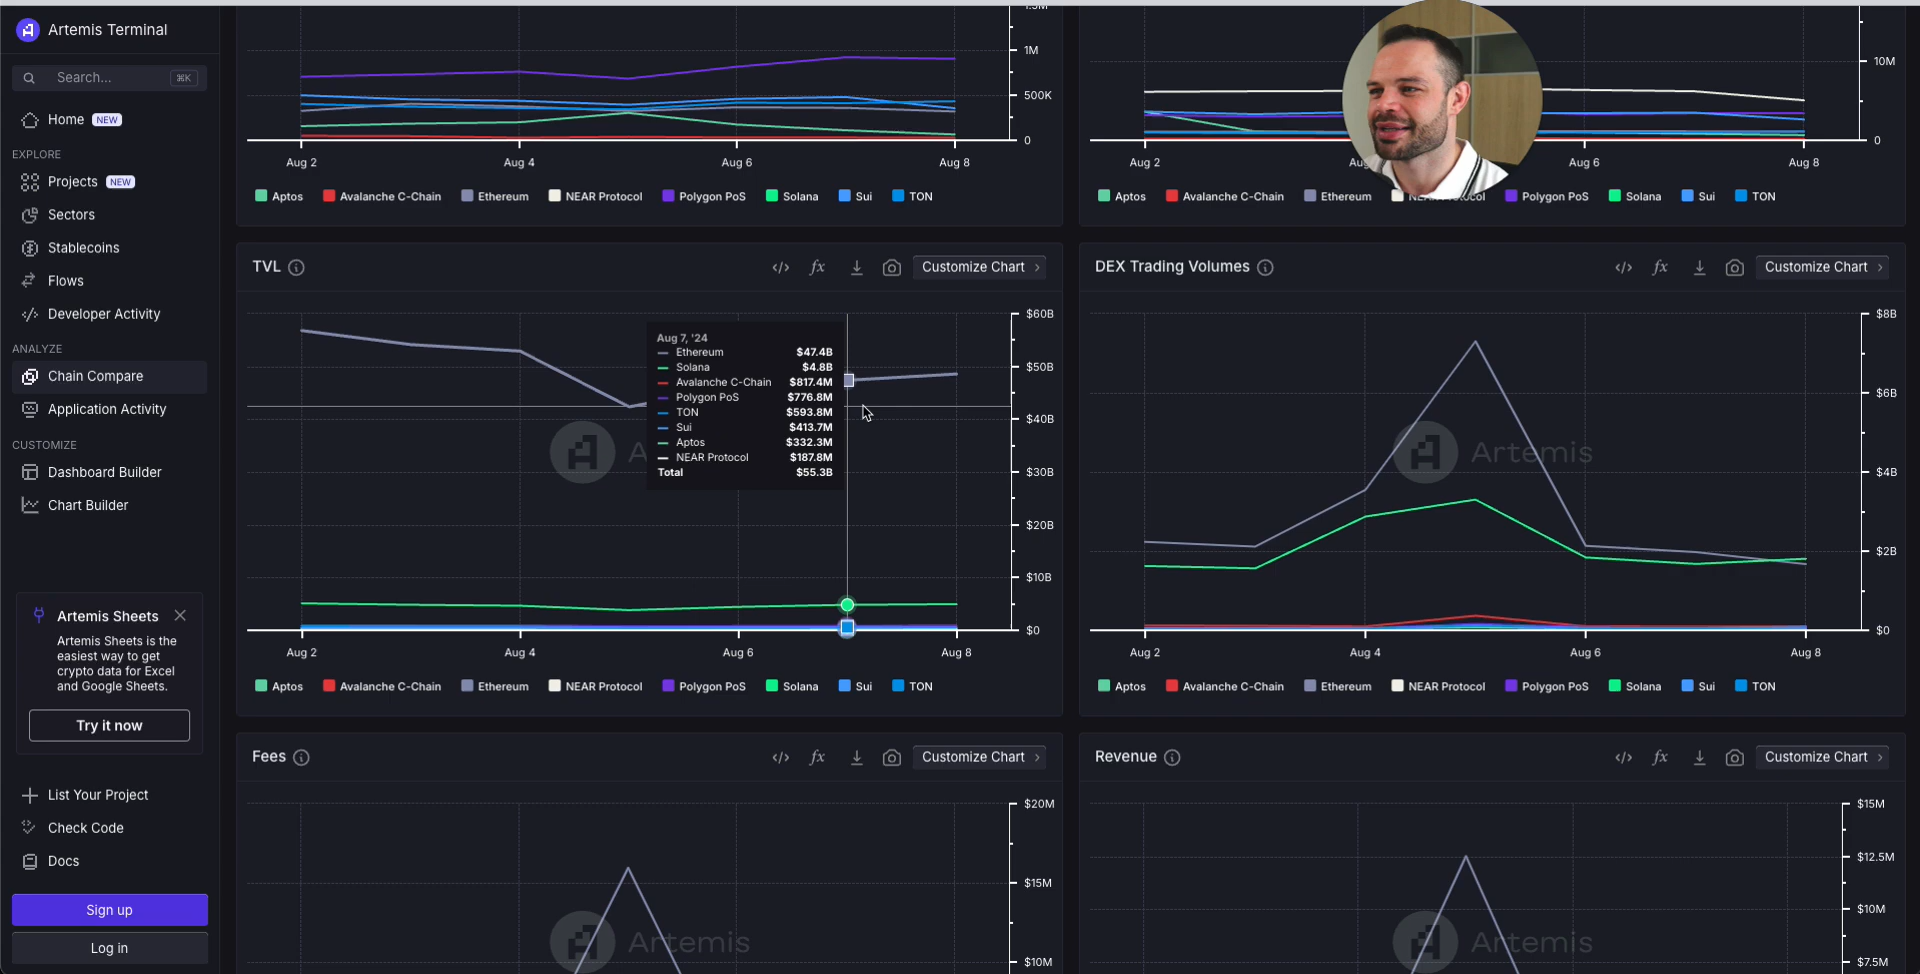 Artemis Terminal
Search...
⌘K
Home NEW
EXPLORE
Projects NEW
Sectors
Stablecoins
Flows
Developer Activity
ANALYZE
Chain Compare
Application Activity
CUSTOMIZE
Dashboard Builder
Chart Builder
Artemis Sheets
Artemis Sheets is the
easiest way to get
crypto data for Excel
and Google Sheets.
Try it now
List Your Project
Check Code
Docs
Sign up
Log in
1M
500K
0
Aug 2 Aug 4 Aug 6 Aug 8
Aptos Avalanche C-Chain Ethereum NEAR Protocol Polygon PoS Solana Sui TON
10M
0
Aug 2 Aug 6 Aug 8
Aptos Avalanche C-Chain Ethereum Polygon PoS Solana Sui TON
TVL
</> fx Customize Chart >
$60B
$50B
$40B
$30B
$20B
$10B
$0
Aug 7, '24
Ethereum $47.4B
Solana $4.8B
Avalanche C-Chain $817.4M
Polygon PoS $776.8M
TON $593.8M
Sui $413.7M
Aptos $332.3M
NEAR Protocol $187.8M
Total $55.3B
Aug 2 Aug 4 Aug 6 Aug 8
Aptos Avalanche C-Chain Ethereum NEAR Protocol Polygon PoS Solana Sui TON
DEX Trading Volumes
</> fx Customize Chart >
$8B
$6B
$4B
$2B
$0
Artemis
Aug 2 Aug 4 Aug 6 Aug 8
Aptos Avalanche C-Chain Ethereum NEAR Protocol Polygon PoS Solana Sui TON
Fees
</> fx Customize Chart >
$20M
$15M
$10M
Artemis
Revenue
</> fx Customize Chart >
$15M
$12.5M
$10M
$7.5M
Artemis